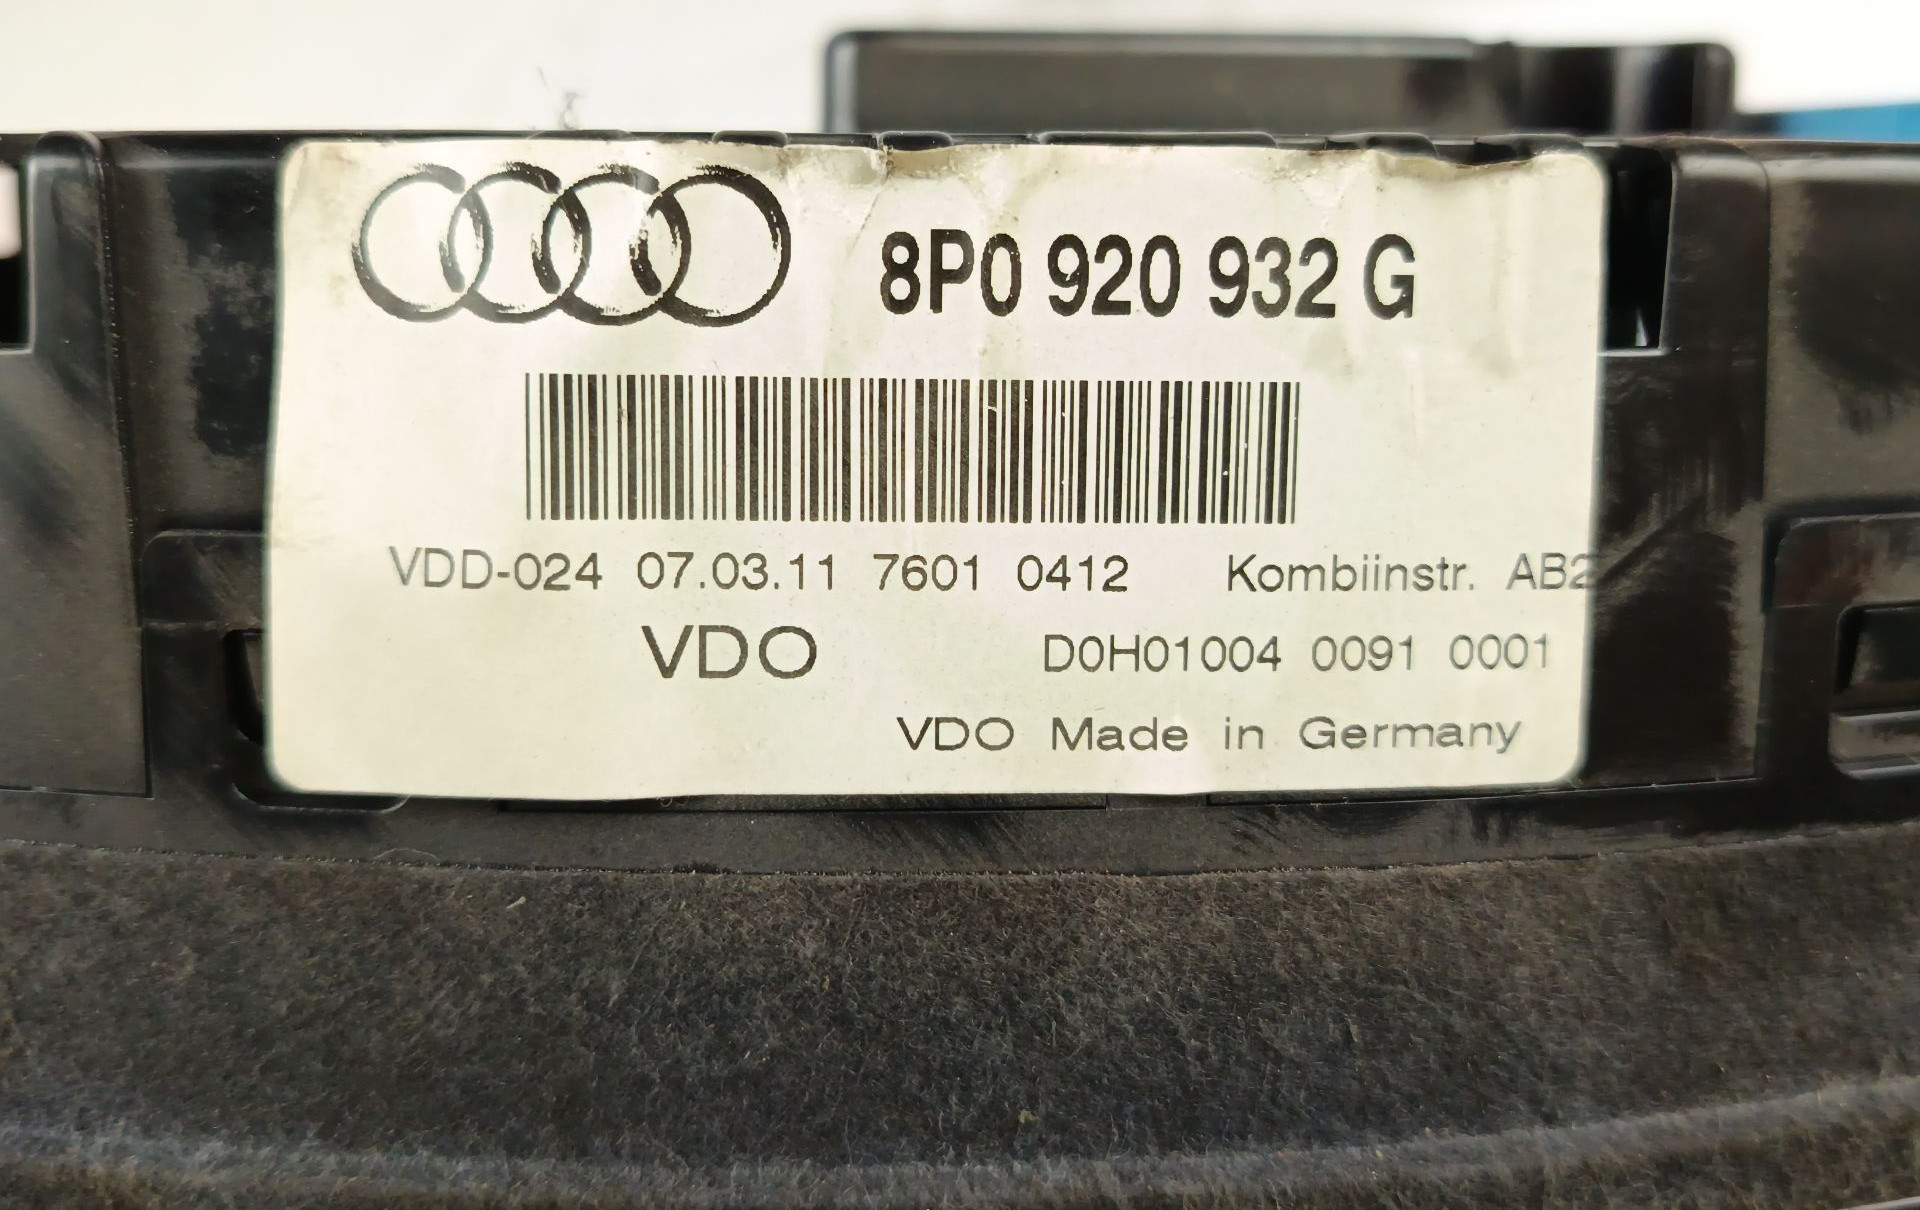 8P0 920 932 G
VDD-024 07.03.11 7601 0412 Kombiinstr. AB2
VDO D0H01004 0091 0001
VDO Made in Germany